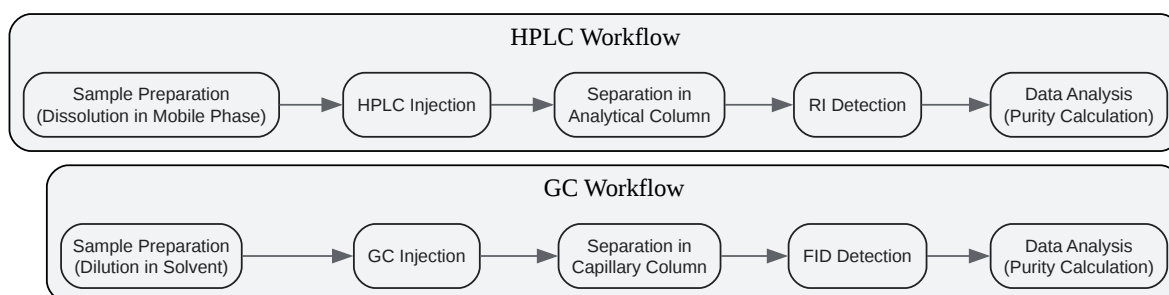 HPLC Workflow
Sample Preparation
(Dissolution in Mobile Phase)
HPLC Injection
Separation in
Analytical Column
RI Detection
Data Analysis
(Purity Calculation)
GC Workflow
Sample Preparation
(Dilution in Solvent)
GC Injection
Separation in
Capillary Column
FID Detection
Data Analysis
(Purity Calculation)